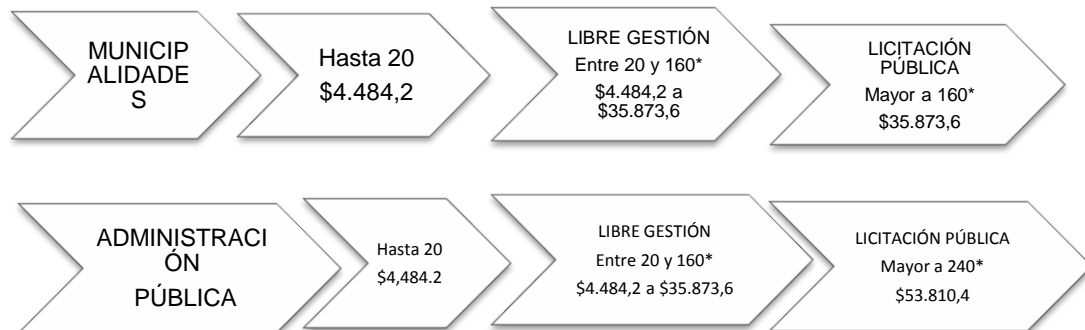 MUNICIP
ALIDADE
S
Hasta 20
$4.484,2
LIBRE GESTIÓN
Entre 20 y 160*
$4.484,2 a
$35.873,6
LICITACIÓN
PÚBLICA
Mayor a 160*
$35.873,6
ADMINISTRACI
ÓN
PÚBLICA
Hasta 20
$4,484.2
LIBRE GESTIÓN
Entre 20 y 160*
$4.484,2 a $35.873,6
LICITACIÓN PÚBLICA
Mayor a 240*
$53.810,4